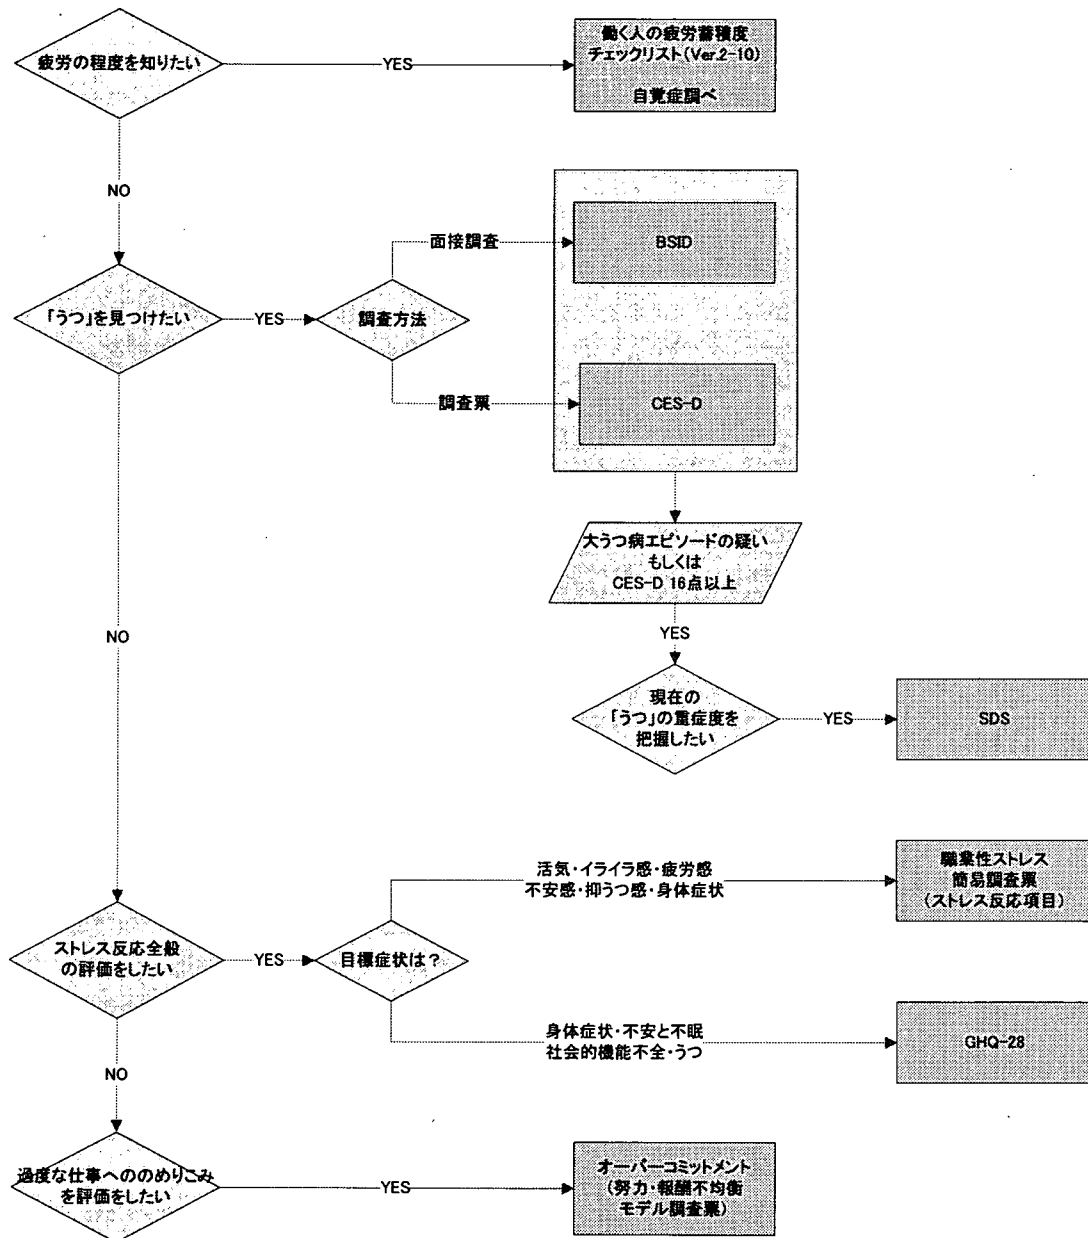 疲労の程度を知りたい
YES
働く人の疲労蓄積度
チェックリスト(Ver.2-10)
自覚症調べ
NO
面接調査
BSID
「うつ」を見つけたい
YES
調査方法
調査票
CES-D
大うつ病エピソードの疑い
もしくは
CES-D 16点以上
NO
YES
現在の
「うつ」の重症度を
把握したい
YES
SDS
活気・イライラ感・疲労感
不安感・抑うつ感・身体症状
職業性ストレス
簡易調査票
(ストレス反応項目)
ストレス反応全般
の評価をしたい
YES
目標症状は？
身体症状・不安と不眠
社会的機能不全・うつ
GHQ-28
NO
過度な仕事へののめりこみ
を評価をしたい
YES
オーバーコミットメント
(努力・報酬不均衡
モデル調査票)